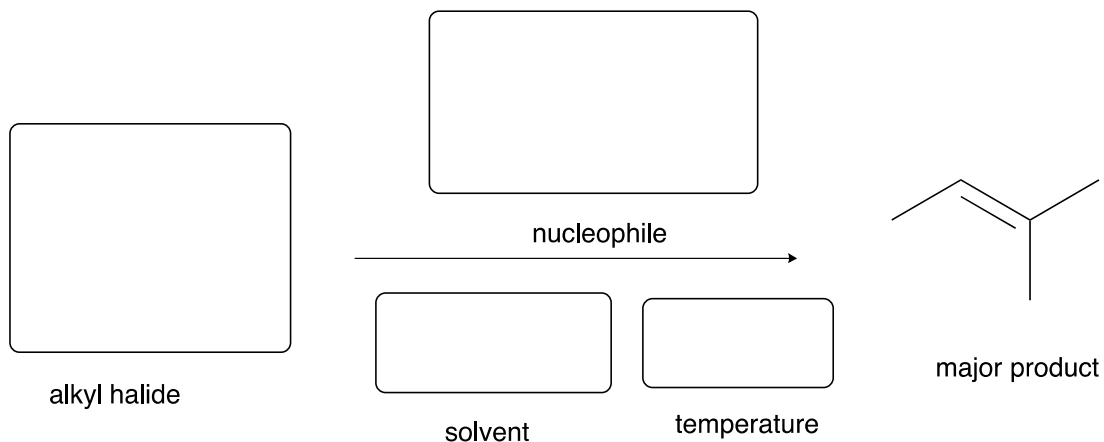 nucleophile
alkyl halide
solvent
temperature
major product